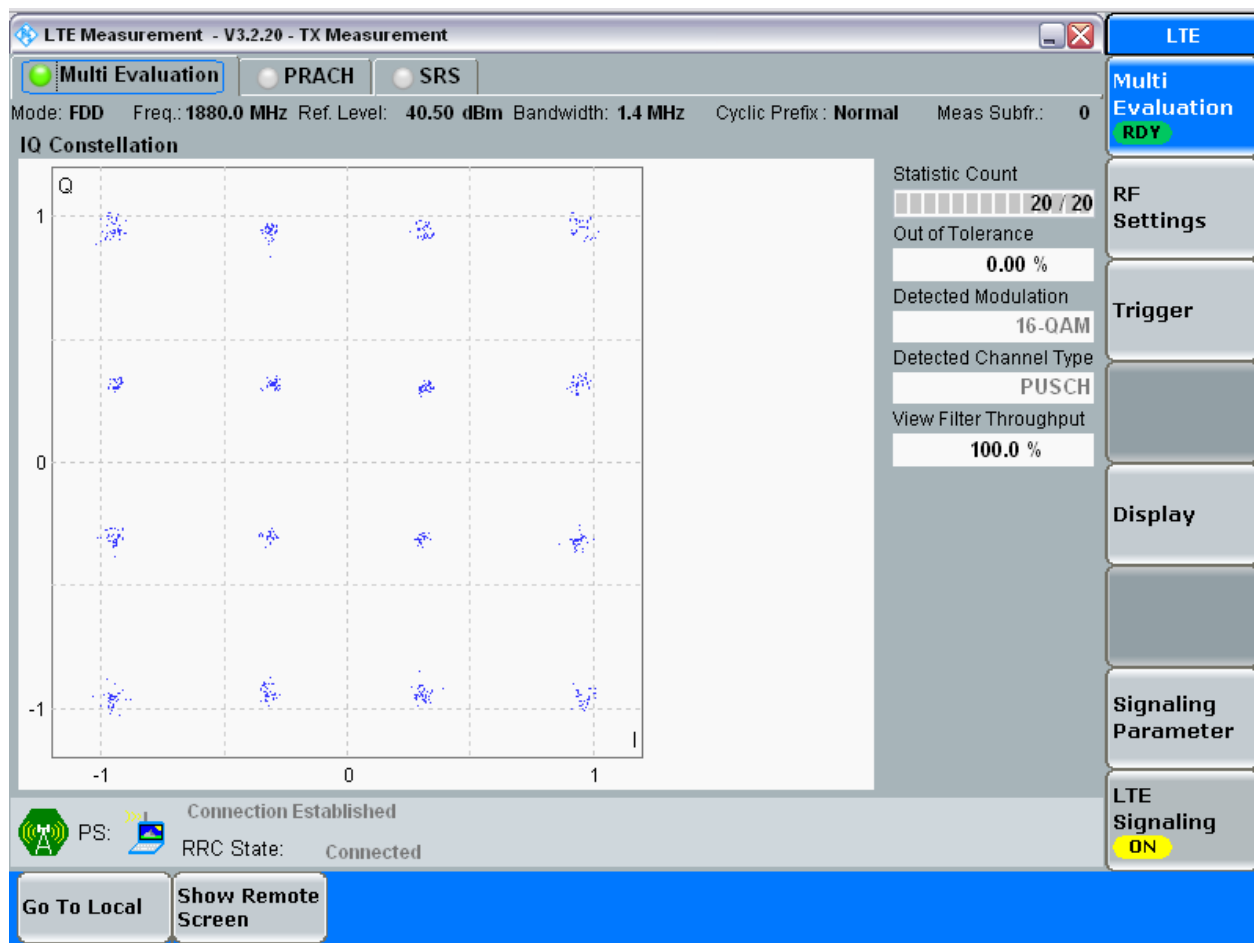 LTE Measurement - V3.2.20 - TX Measurement
LTE
Multi Evaluation PRACH SRS
Multi
Evaluation
RDY
Mode: FDD Freq.: 1880.0 MHz Ref. Level: 40.50 dBm Bandwidth: 1.4 MHz Cyclic Prefix : Normal Meas Subfr.: 0
IQ Constellation
Q
1
0
-1
I
-1 0 1
Statistic Count
20 / 20
Out of Tolerance
0.00 %
Detected Modulation
16-QAM
Detected Channel Type
PUSCH
View Filter Throughput
100.0 %
RF
Settings
Trigger
Display
Signaling
Parameter
LTE
Signaling
ON
PS:
Connection Established
RRC State: Connected
Go To Local
Show Remote
Screen